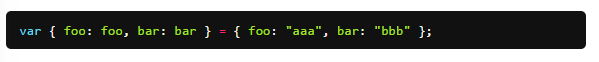 var { foo: foo, bar: bar } = { foo: "aaa", bar: "bbb" };